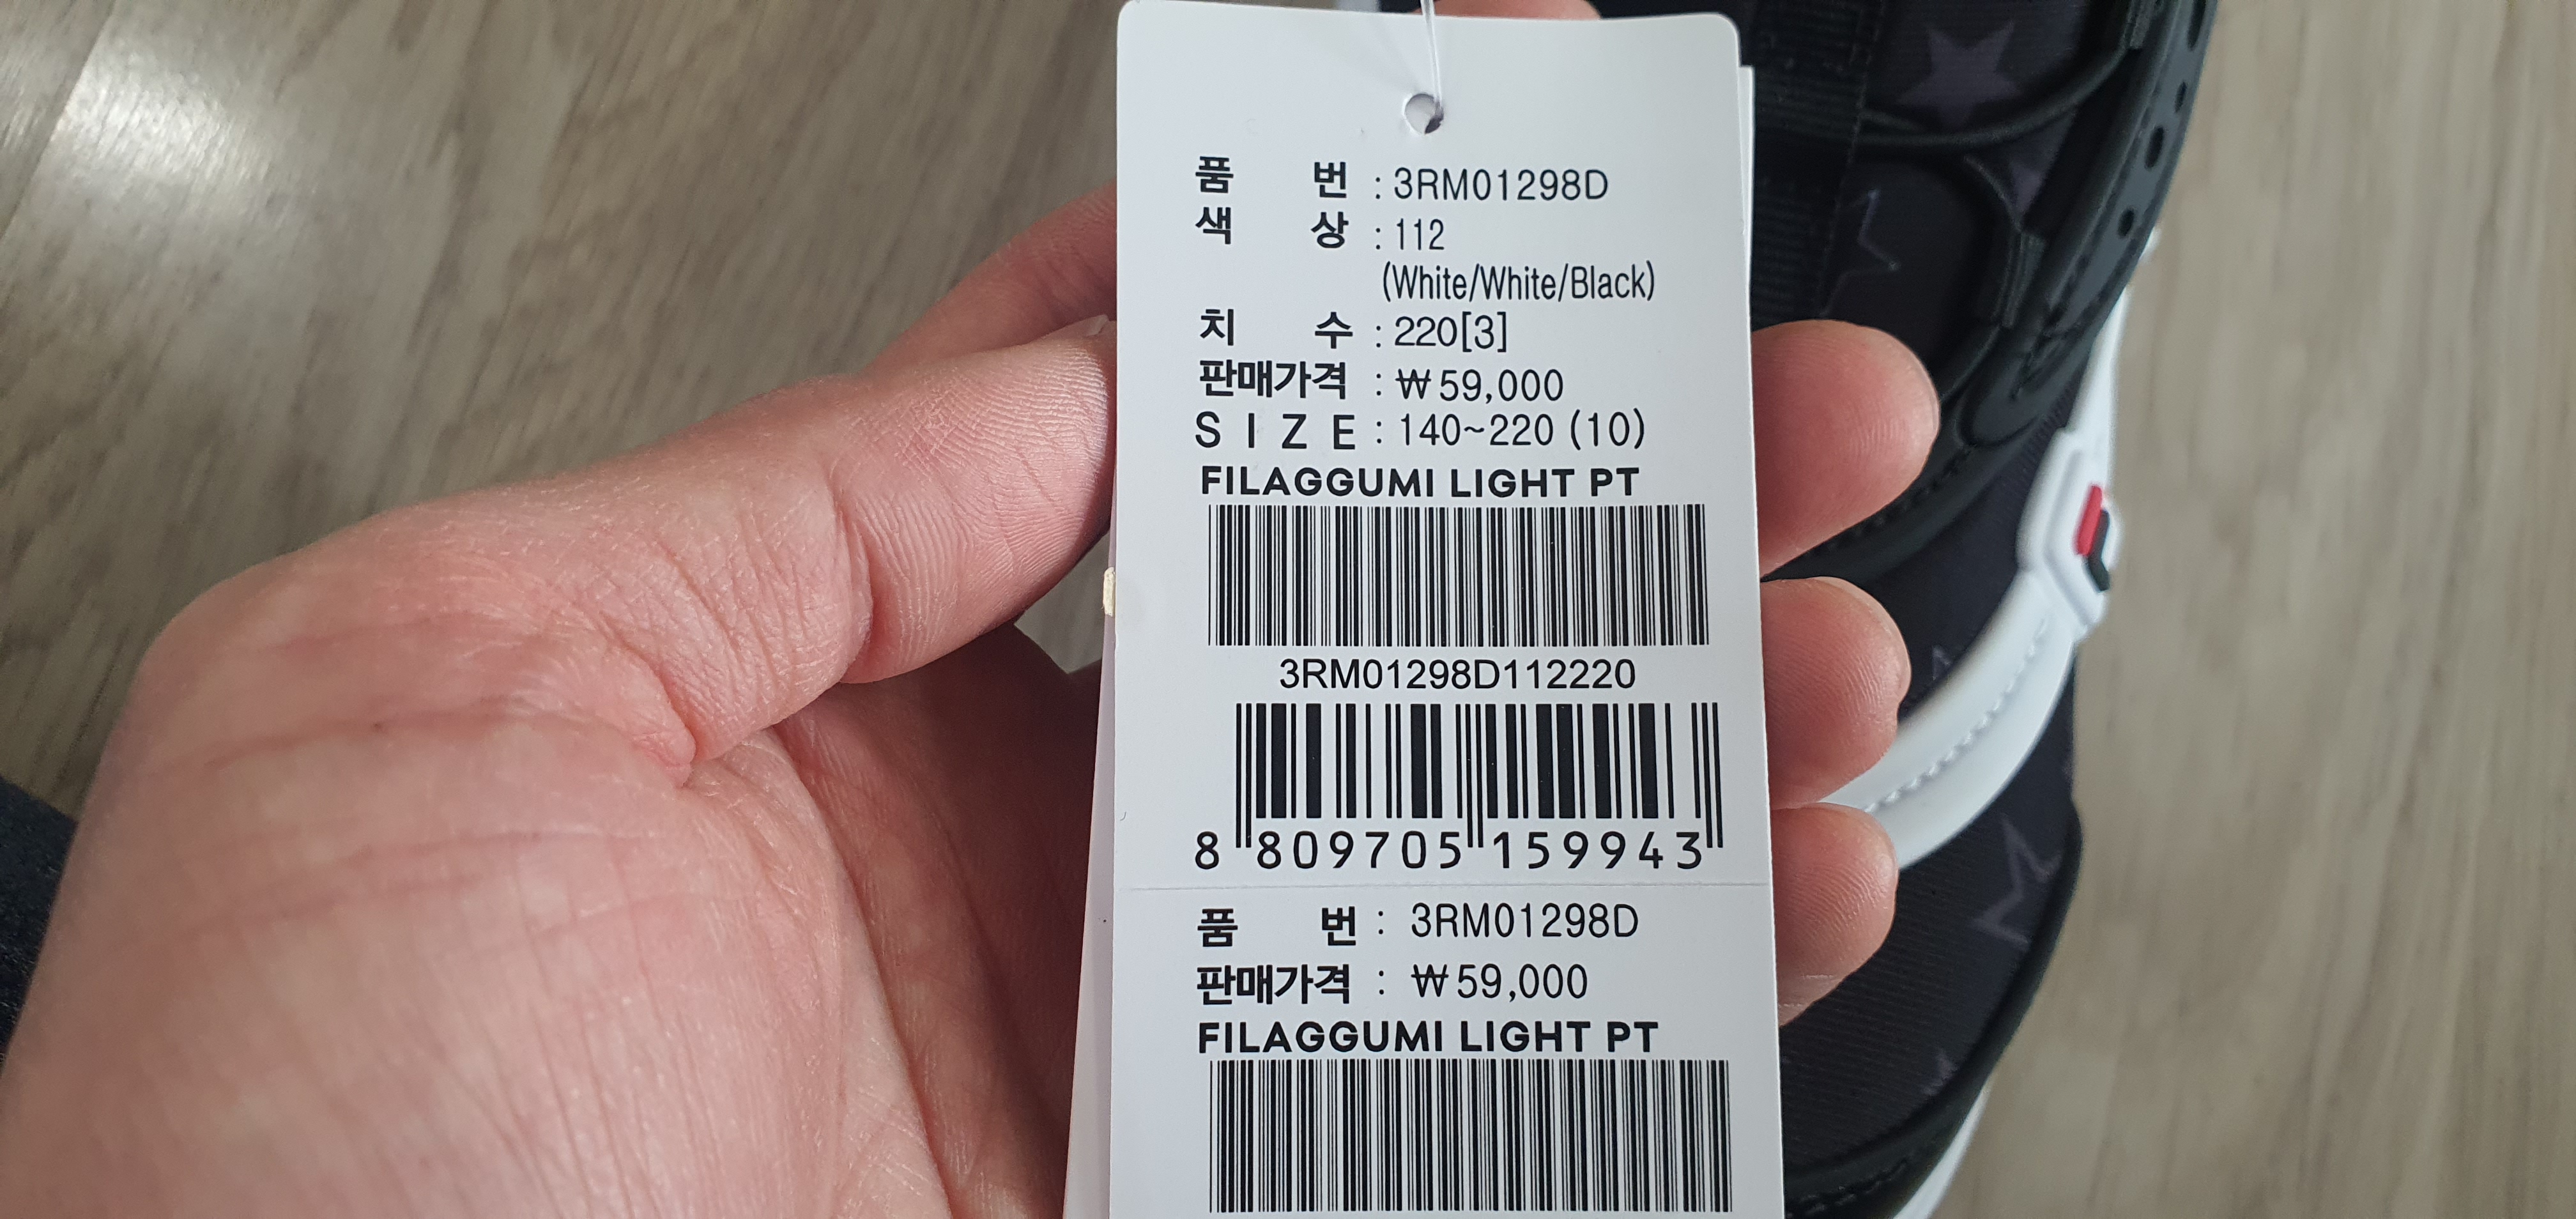 품 번 : 3RM01298D
색 상 : 112
(White/White/Black)
치 수 : 220[3]
판매가격 : ₩59,000
SIZE : 140~220 (10)
FILAGGUMI LIGHT PT
3RM01298D112220
8 809705 159943
품 번 : 3RM01298D
판매가격 : ₩59,000
FILAGGUMI LIGHT PT